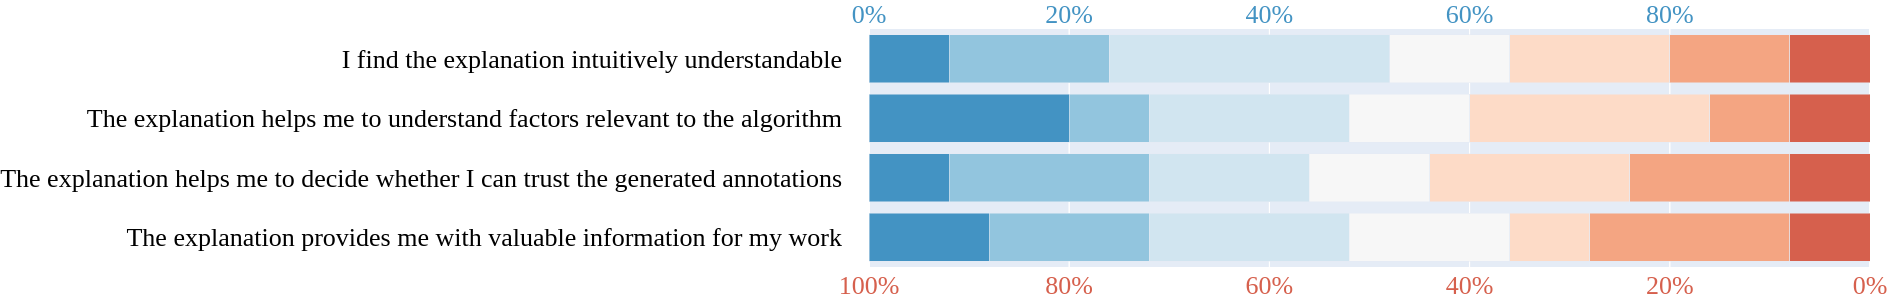 0% 20% 40% 60% 80%
I find the explanation intuitively understandable
The explanation helps me to understand factors relevant to the algorithm
The explanation helps me to decide whether I can trust the generated annotations
The explanation provides me with valuable information for my work
100% 80% 60% 40% 20% 0%